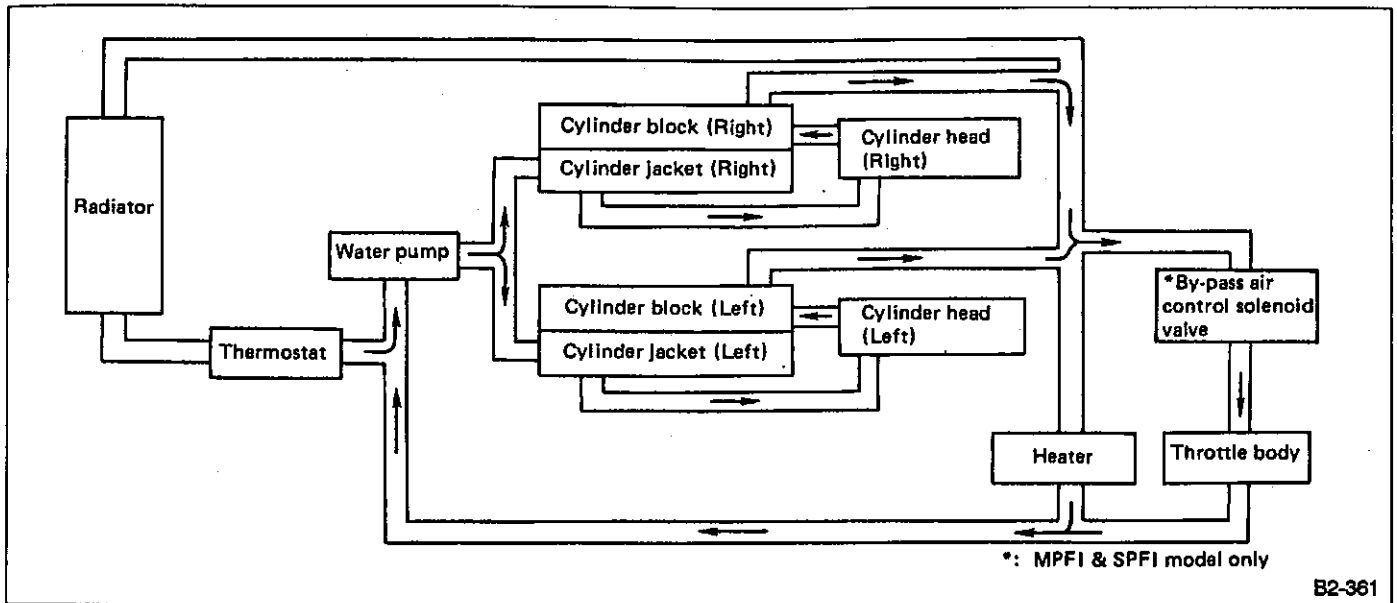 Cylinder block (Right)
Cylinder jacket (Right)
Cylinder head
(Right)
Radiator
Water pump
Thermostat
Cylinder block (Left)
Cylinder jacket (Left)
Cylinder head
(Left)
*By-pass air
control solenoid
valve
Heater
Throttle body
*: MPFI & SPFI model only
B2-361